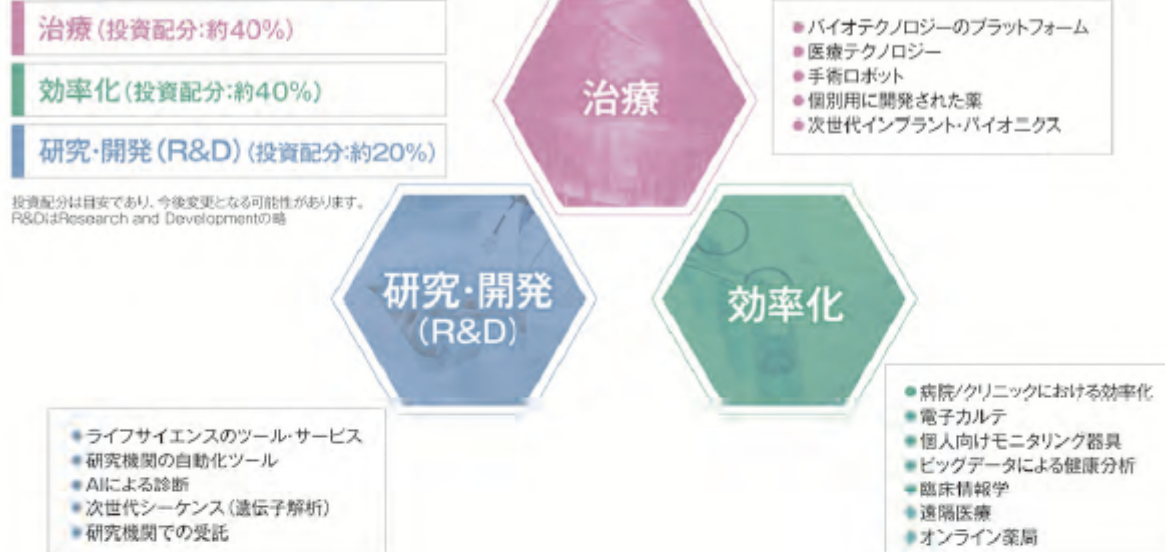 治療(投資配分:約40%)
効率化(投資配分:約40%)
研究・開発(R&D)(投資配分:約20%)
投資配分は目安であり、今後変更となる可能性があります。
R&DはResearch and Developmentの略
治療
・バイオテクノロジーのプラットフォーム
・医療テクノロジー
・手術ロボット
・個別用に開発された薬
・次世代インプラント・バイオニクス
研究・開発
(R&D)
効率化
・ライフサイエンスのツール・サービス
・研究機関の自動化ツール
・AIによる診断
・次世代シーケンス(遺伝子解析)
・研究機関での受託
・病院/クリニックにおける効率化
・電子カルテ
・個人向けモニタリング器具
・ビッグデータによる健康分析
・臨床情報学
・遠隔医療
・オンライン薬局